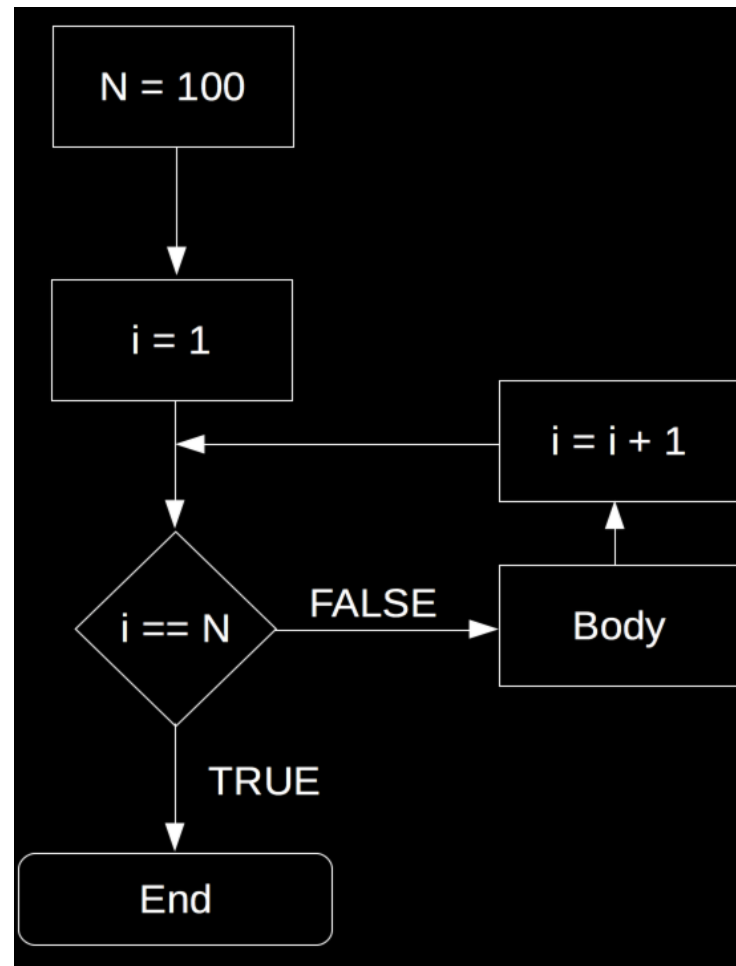 N = 100
i = 1
i = i + 1
i == N
FALSE
Body
TRUE
End